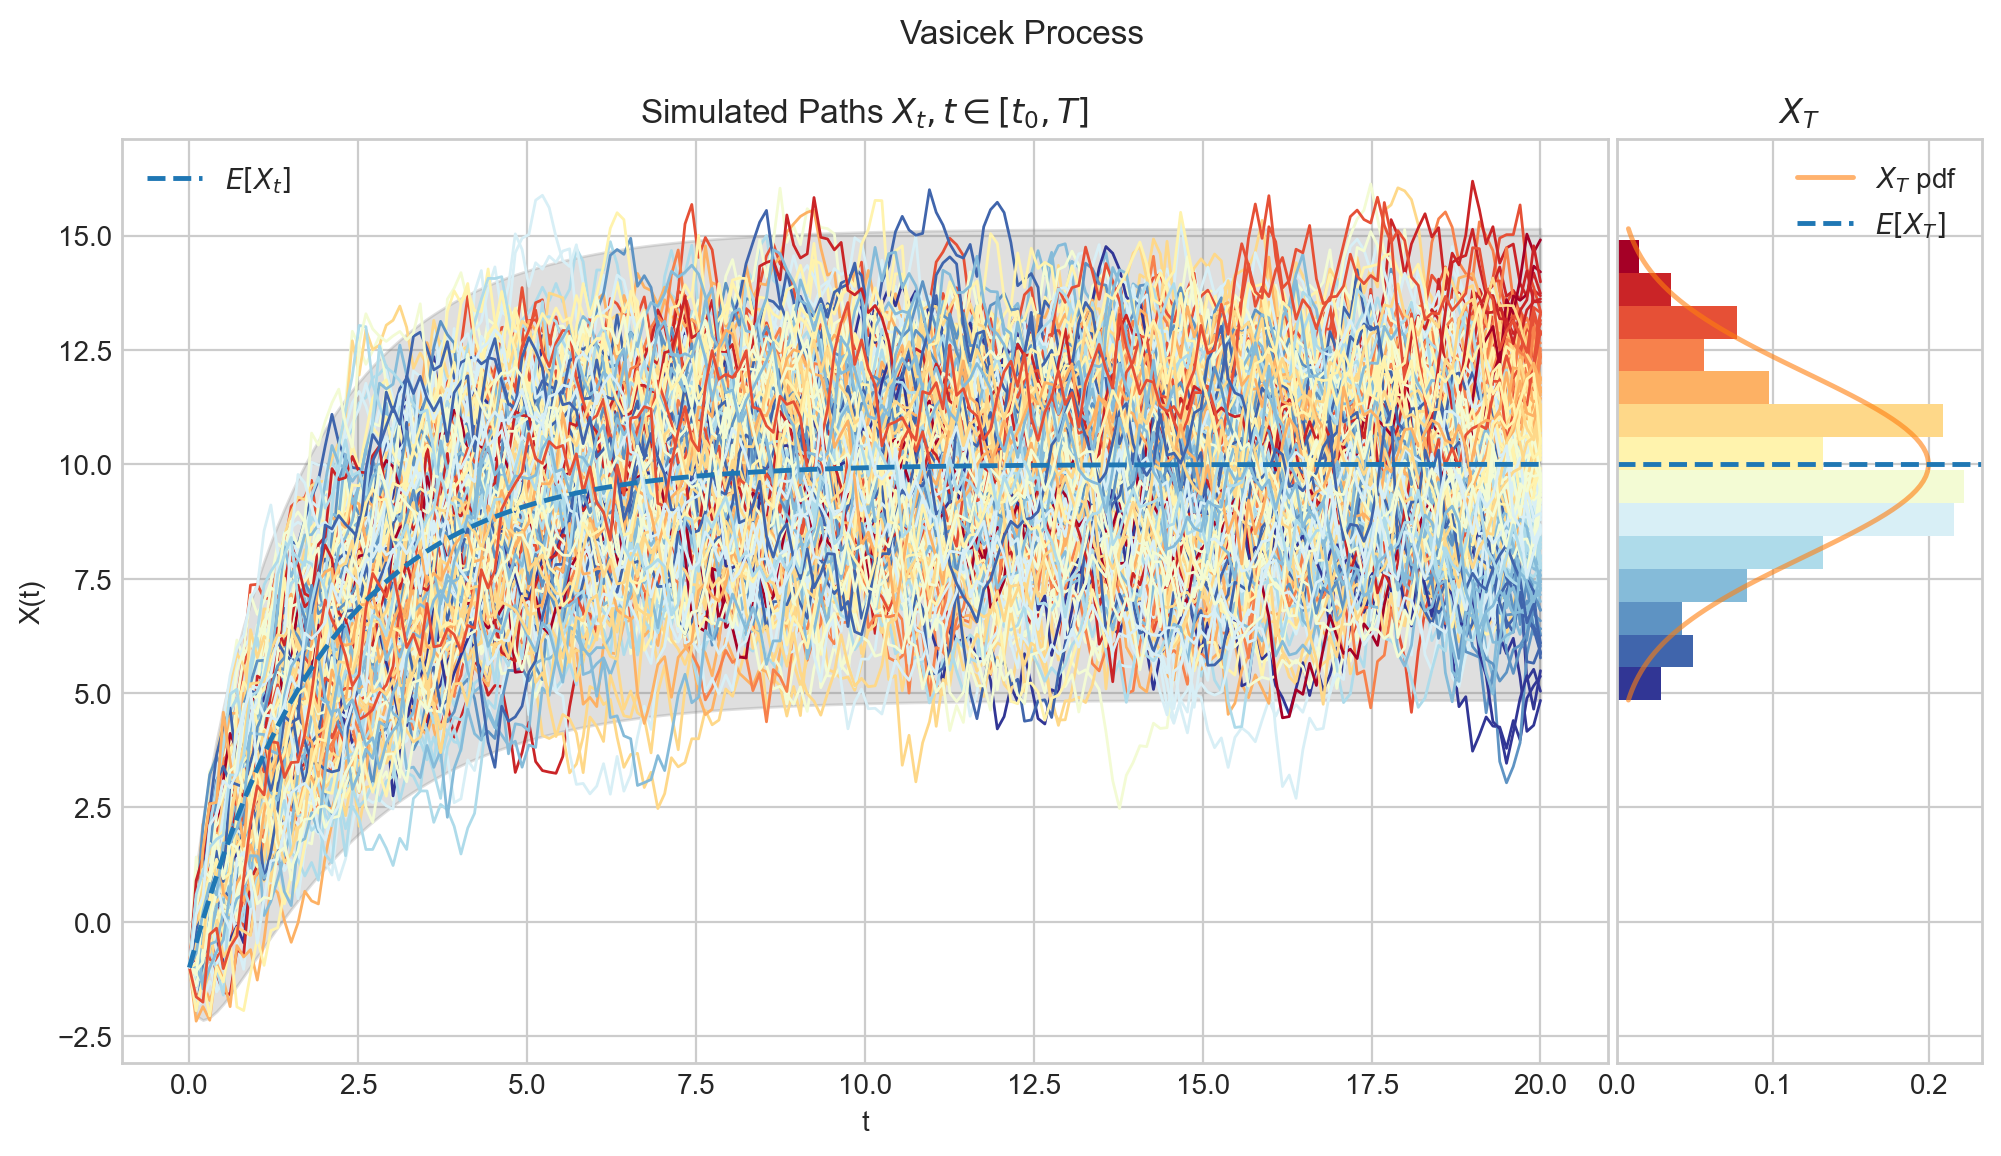 Vasicek Process
Simulated Paths $X_t, t \in [t_0, T]$
$X_T$
$E[X_t]$
$X_T$ pdf
$E[X_T]$
X(t)
15.0
12.5
10.0
7.5
5.0
2.5
0.0
−2.5
0.0 2.5 5.0 7.5 10.0 12.5 15.0 17.5 20.0
0.0 0.1 0.2
t